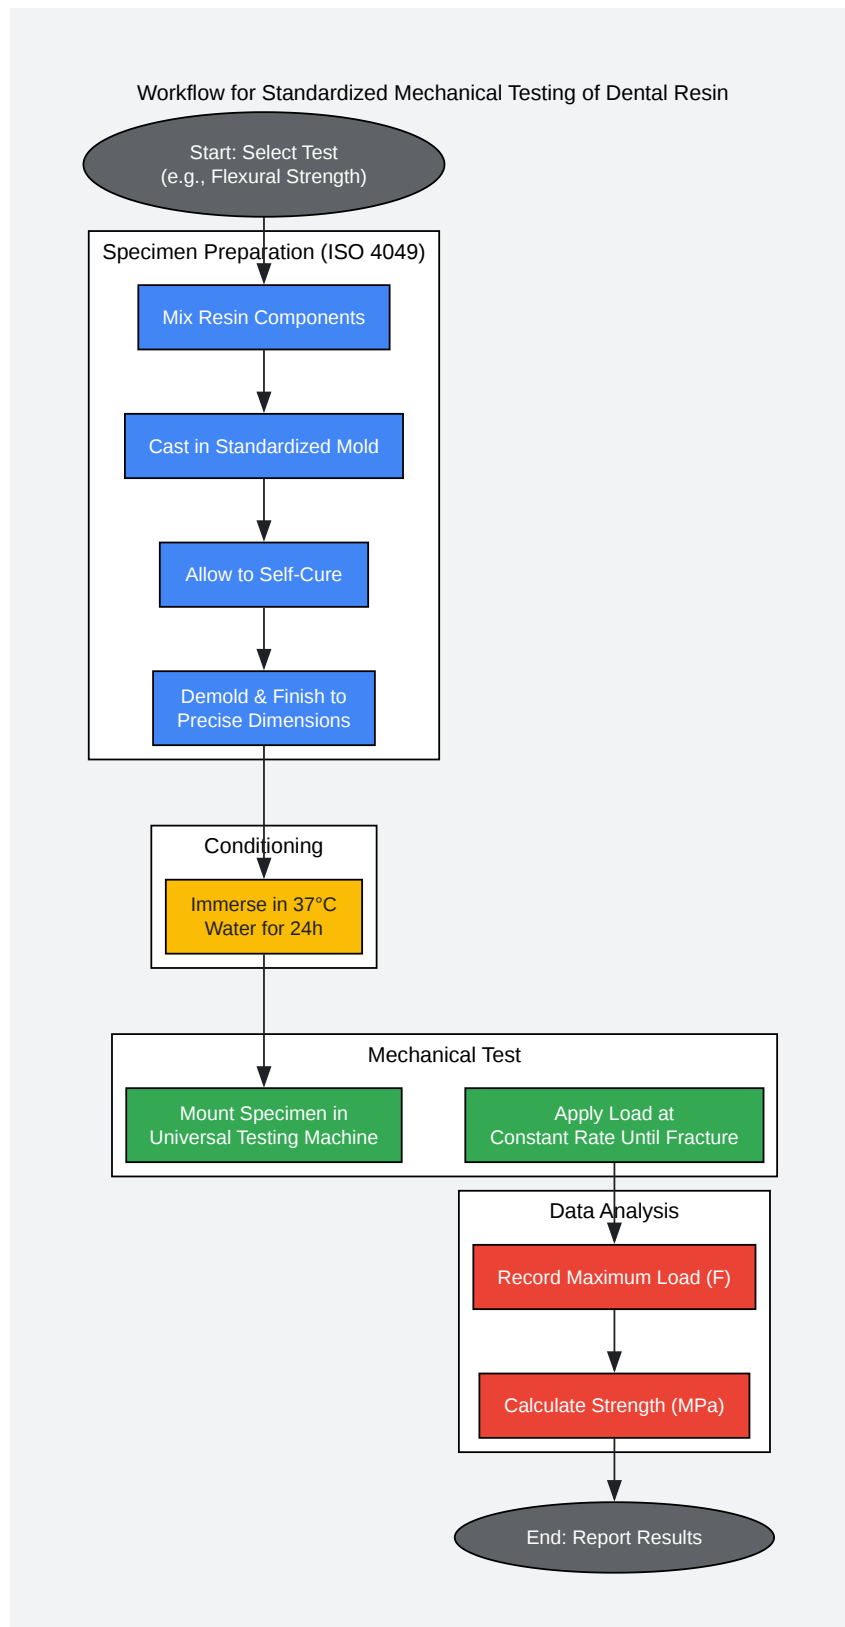 Workflow for Standardized Mechanical Testing of Dental Resin
Start: Select Test
(e.g., Flexural Strength)
Specimen Preparation (ISO 4049)
Mix Resin Components
Cast in Standardized Mold
Allow to Self-Cure
Demold & Finish to
Precise Dimensions
Conditioning
Immerse in 37°C
Water for 24h
Mechanical Test
Mount Specimen in
Universal Testing Machine
Apply Load at
Constant Rate Until Fracture
Data Analysis
Record Maximum Load (F)
Calculate Strength (MPa)
End: Report Results